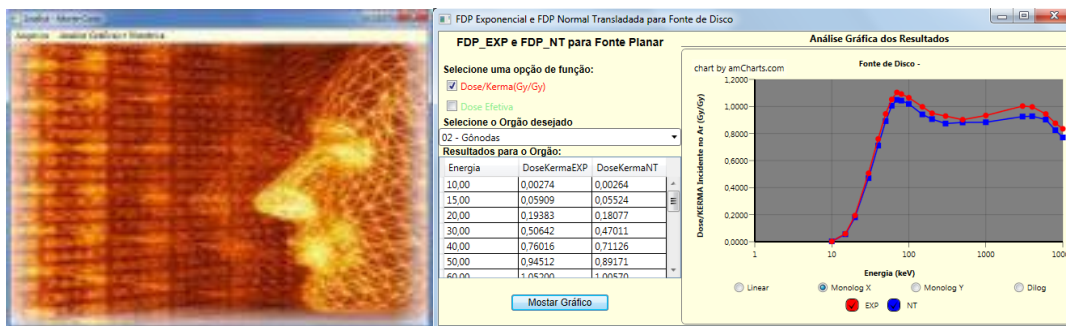 FDP Exponencial e FDP Normal Transladada para Fonte de Disco
FDP_EXP e FDP_NT para Fonte Planar
Selecione uma opção de função:
Dose/Kerma(Gy/Gy)
Dose Efetiva
Selecione o Orgão desejado
02 - Gônodas
Resultados para o Orgão:
Energia DoseKermaEXP DoseKermaNT
10,00 0,00274 0,00264
15,00 0,05909 0,05524
20,00 0,19383 0,18077
30,00 0,50642 0,47011
40,00 0,76016 0,71126
50,00 0,94512 0,89171
60,00 1,05200 1,00570
Mostar Gráfico
Análise Gráfica dos Resultados
chart by amCharts.com
Fonte de Disco -
Dose/KERMA Incidente no Ar (Gy/Gy)
1,2000
1,0000
0,8000
0,6000
0,4000
0,2000
0,0000
1 10 100 1000
Energia (keV)
Linear Monolog X Monolog Y Dilog
EXP NT